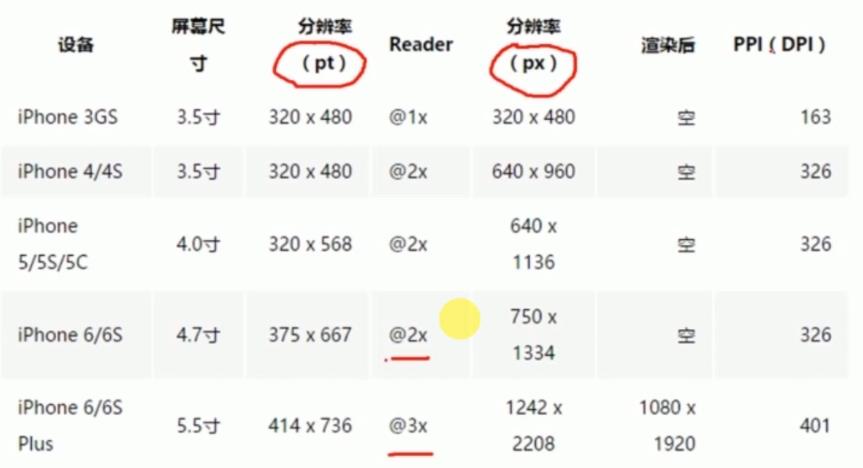 设备 屏幕尺寸 分辨率（pt） Reader 分辨率（px） 渲染后 PPI（DPI）
iPhone 3GS 3.5寸 320 x 480 @1x 320 x 480 空 163
iPhone 4/4S 3.5寸 320 x 480 @2x 640 x 960 空 326
iPhone 5/5S/5C 4.0寸 320 x 568 @2x 640 x 1136 空 326
iPhone 6/6S 4.7寸 375 x 667 @2x 750 x 1334 空 326
iPhone 6/6S Plus 5.5寸 414 x 736 @3x 1242 x 2208 1080 x 1920 401